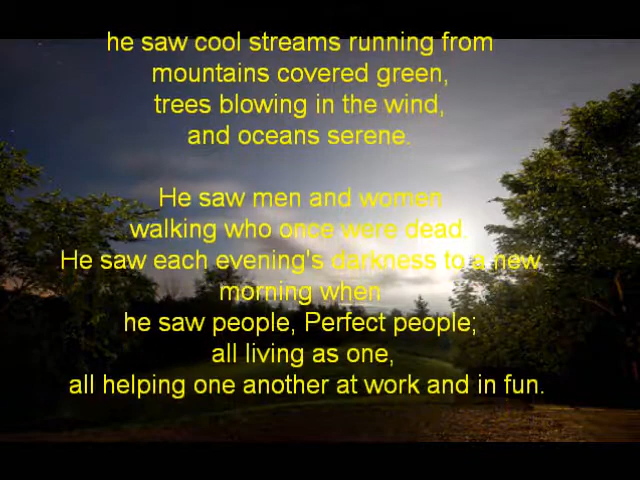 he saw cool streams running from
mountains covered green,
trees blowing in the wind,
and oceans serene.
He saw men and women
walking who once were dead.
He saw each evening's darkness to a new
morning when
he saw people, Perfect people;
all living as one,
all helping one another at work and in fun.